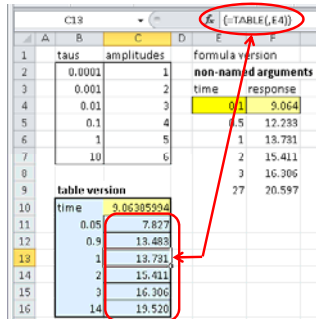 C13 fx {=TABLE(,E4)}
A B C D E F
1 taus amplitudes formula version
2 0.0001 1 non-named arguments
3 0.001 2 time response
4 0.01 3 0.1 9.064
5 0.1 4 0.5 12.233
6 1 5 1 13.731
7 10 6 2 15.411
8 3 16.306
9 table version 27 20.597
10 time 9.06305994
11 0.05 7.827
12 0.9 13.483
13 1 13.731
14 2 15.411
15 3 16.306
16 14 19.520